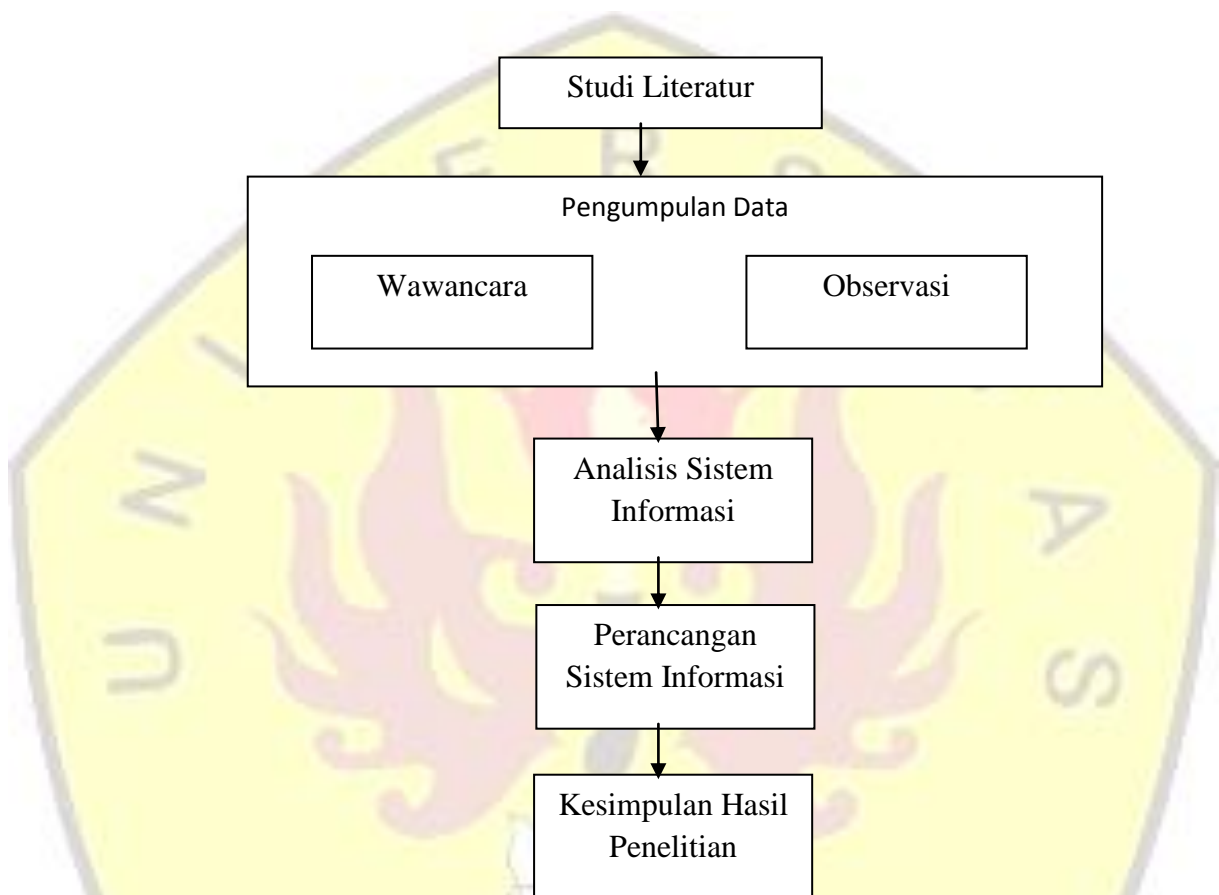 Studi Literatur
Pengumpulan Data
Wawancara
Observasi
Analisis Sistem
Informasi
Perancangan
Sistem Informasi
Kesimpulan Hasil
Penelitian